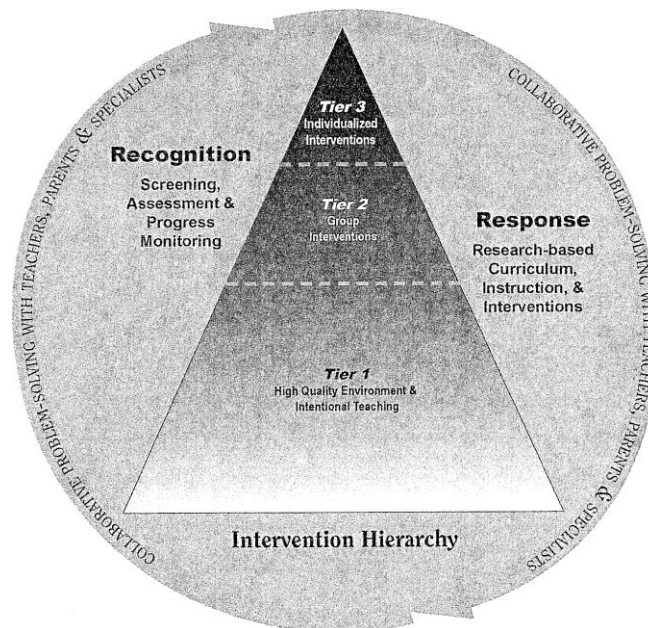 COLLABORATIVE PROBLEM-SOLVING WITH TEACHERS, PARENTS & SPECIALISTS
COLLABORATIVE PROBLEM-SOLVING WITH TEACHERS, PARENTS & SPECIALISTS
Tier 3
Individualized
Interventions
Recognition
Screening,
Assessment &
Progress
Monitoring
Tier 2
Group
Interventions
Response
Research-based
Curriculum,
Instruction, &
Interventions
Tier 1
High Quality Environment &
Intentional Teaching
Intervention Hierarchy